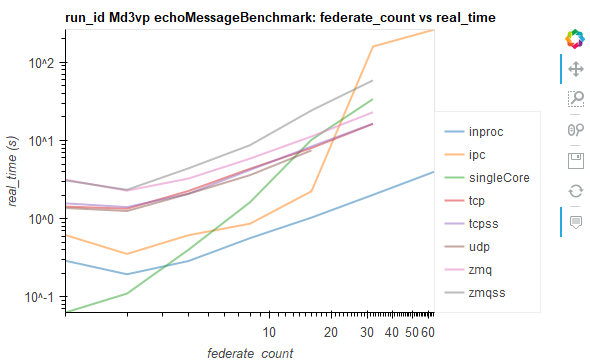 run_id Md3vp echoMessageBenchmark: federate_count vs real_time
real_time (s)
10^2
10^1
10^0
10^-1
10
20
30
40
50
60
federate_count
inproc
ipc
singleCore
tcp
tcpss
udp
zmq
zmqss